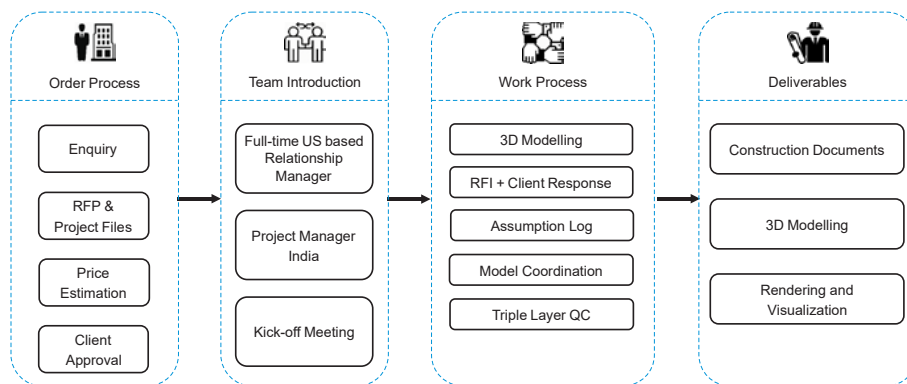 Order Process
Enquiry
RFP &
Project Files
Price
Estimation
Client
Approval
Team Introduction
Full-time US based
Relationship
Manager
Project Manager
India
Kick-off Meeting
Work Process
3D Modelling
RFI + Client Response
Assumption Log
Model Coordination
Triple Layer QC
Deliverables
Construction Documents
3D Modelling
Rendering and
Visualization